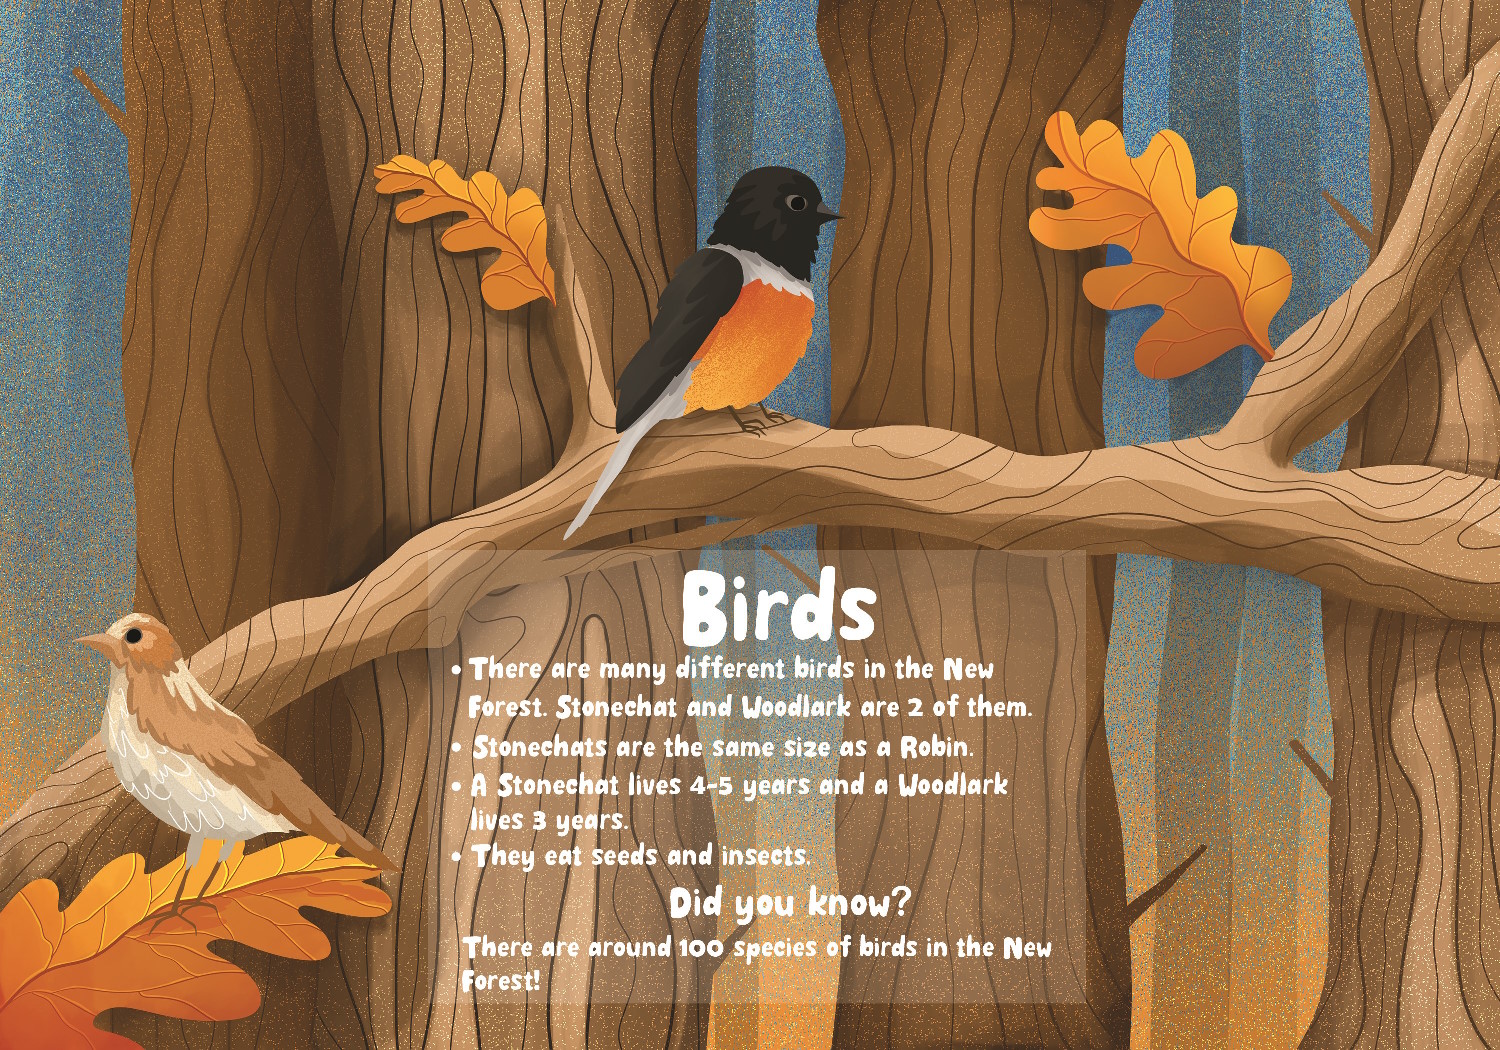 Birds
• There are many different birds in the New
Forest. Stonechat and Woodlark are 2 of them.
• Stonechats are the same size as a Robin.
• A Stonechat lives 4-5 years and a Woodlark
lives 3 years.
• They eat seeds and insects.
Did you know?
There are around 100 species of birds in the New
Forest!